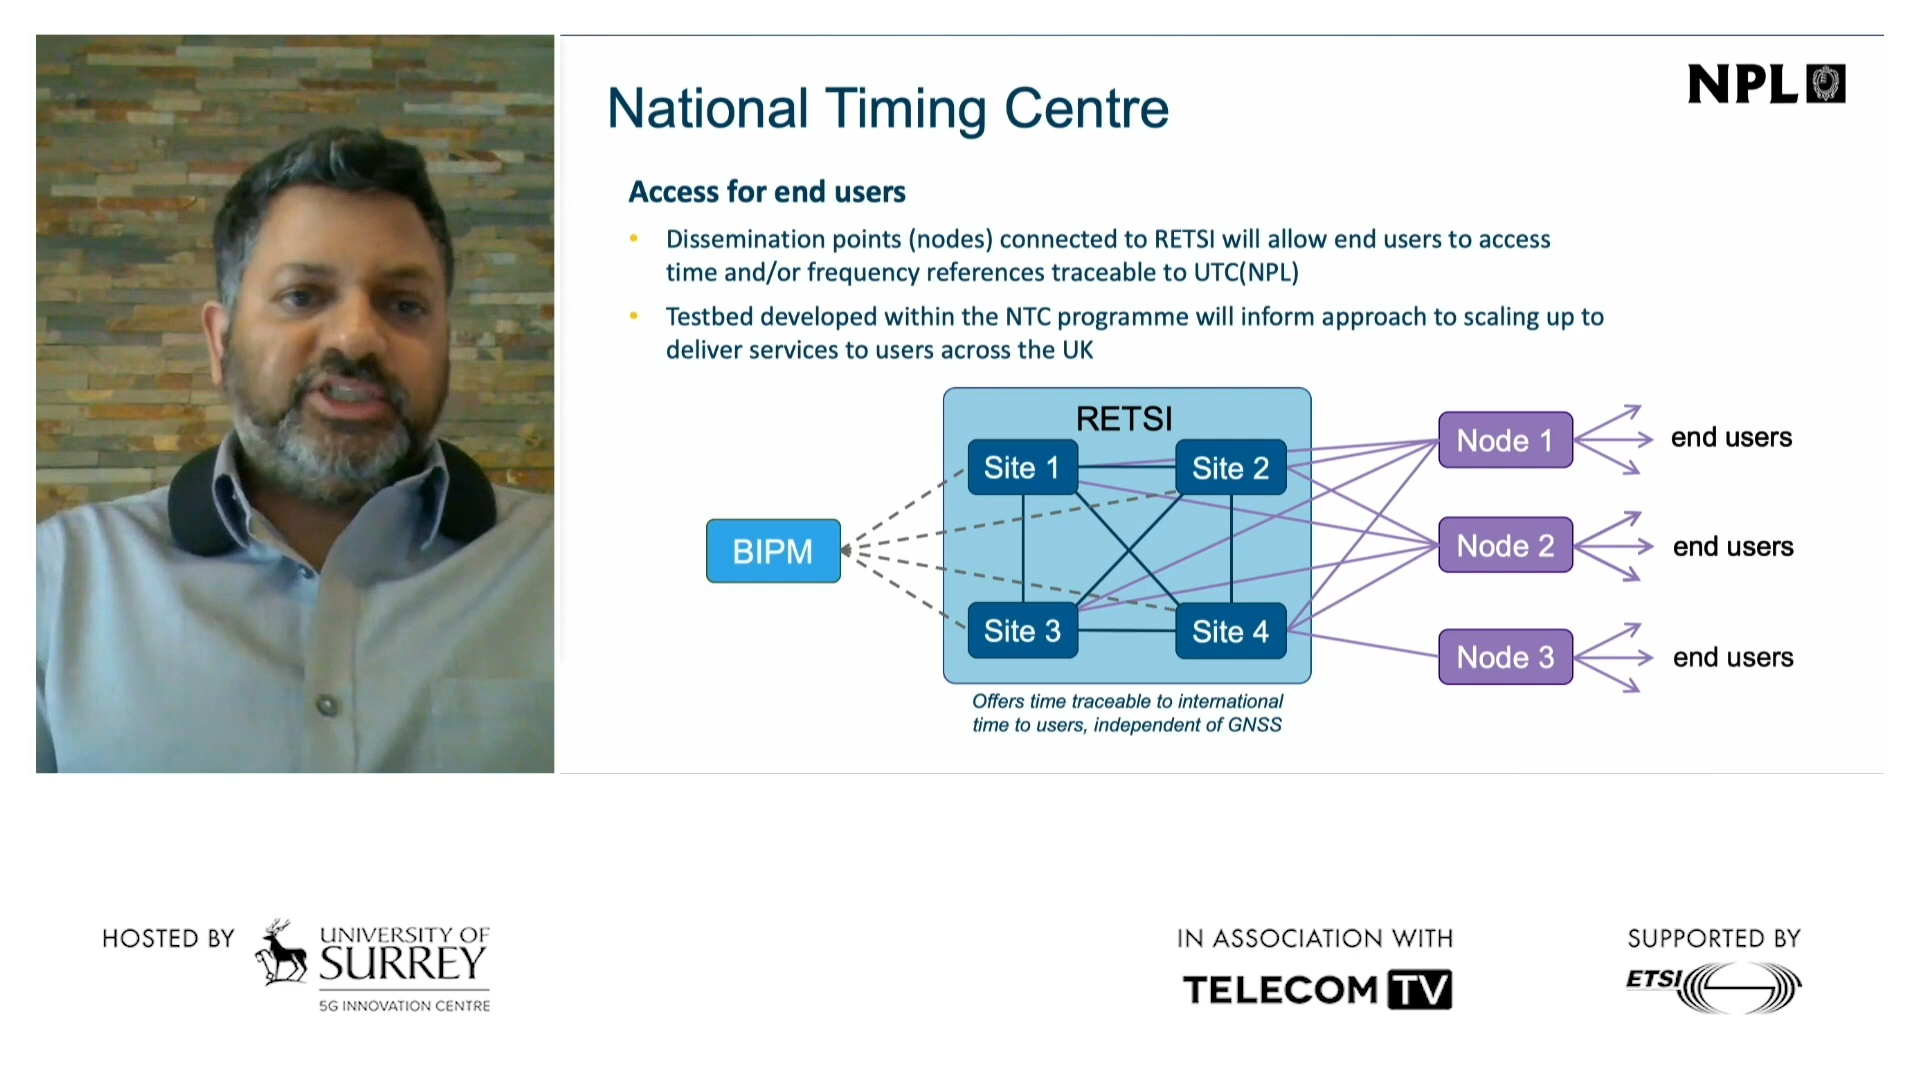 National Timing Centre
NPL
Access for end users
• Dissemination points (nodes) connected to RETSI will allow end users to access
time and/or frequency references traceable to UTC(NPL)
• Testbed developed within the NTC programme will inform approach to scaling up to
deliver services to users across the UK
RETSI
Site 1
Site 2
Site 3
Site 4
BIPM
Node 1
end users
Node 2
end users
Node 3
end users
Offers time traceable to international
time to users, independent of GNSS
HOSTED BY
UNIVERSITY OF
SURREY
5G INNOVATION CENTRE
IN ASSOCIATION WITH
TELECOM TV
SUPPORTED BY
ETSI